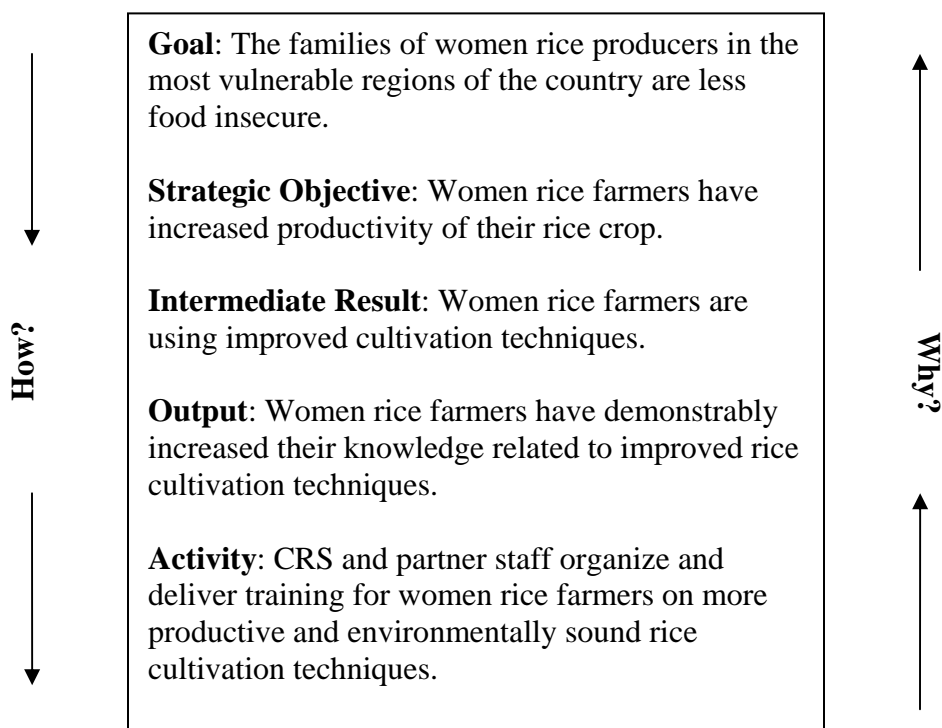 Goal: The families of women rice producers in the
most vulnerable regions of the country are less
food insecure.
Strategic Objective: Women rice farmers have
increased productivity of their rice crop.
Intermediate Result: Women rice farmers are
using improved cultivation techniques.
Output: Women rice farmers have demonstrably
increased their knowledge related to improved rice
cultivation techniques.
Activity: CRS and partner staff organize and
deliver training for women rice farmers on more
productive and environmentally sound rice
cultivation techniques.
How?
Why?